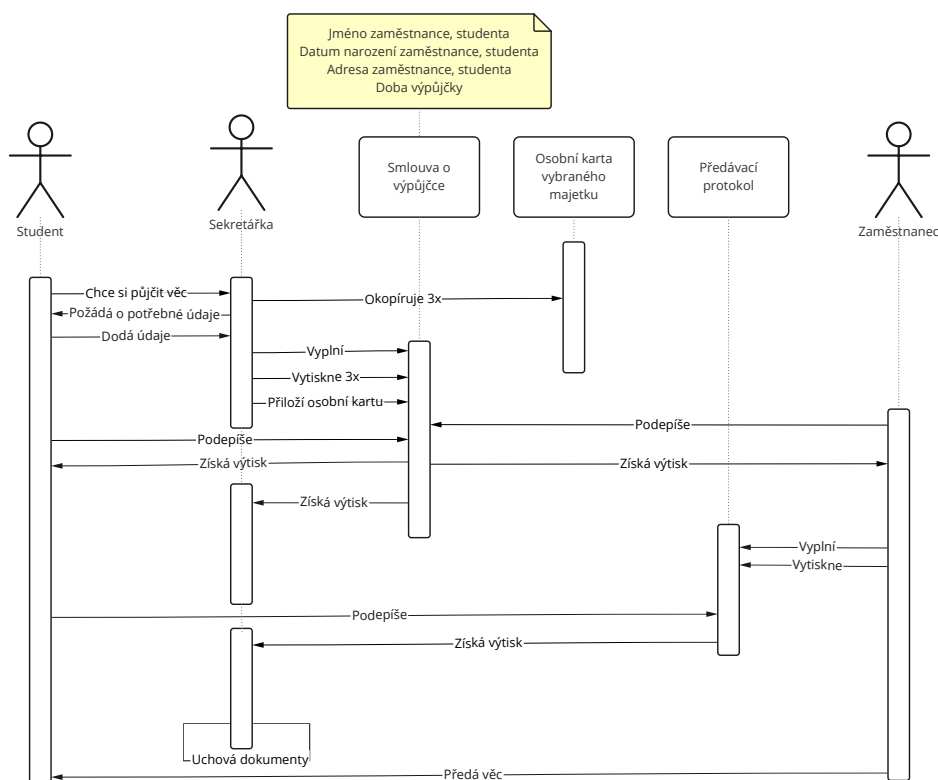 Jméno zaměstnance, studenta
Datum narození zaměstnance, studenta
Adresa zaměstnance, studenta
Doba výpůjčky
Smlouva o
výpůjčce
Osobní karta
vybraného
majetku
Předávací
protokol
Student
Sekretářka
Zaměstnanec
Chce si půjčit věc
Okopíruje 3x
Požádá o potřebné údaje
Dodá údaje
Vyplní
Vytiskne 3x
Přiloží osobní kartu
Podepíše
Podepíše
Získá výtisk
Získá výtisk
Získá výtisk
Vyplní
Vytiskne
Podepíše
Získá výtisk
Uchová dokumenty
Předá věc